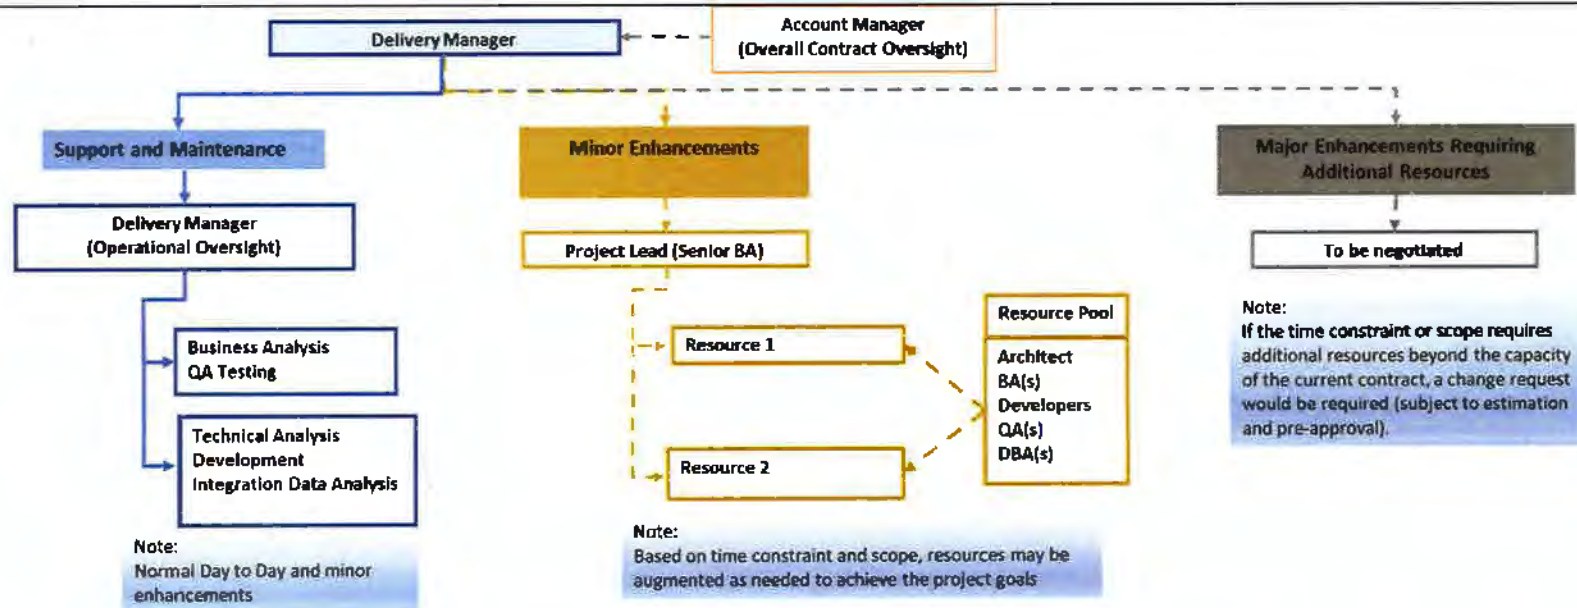 Delivery Manager
Account Manager
(Overall Contract Oversight)
Support and Maintenance
Delivery Manager
(Operational Oversight)
Business Analysis
QA Testing
Technical Analysis
Development
Integration Data Analysis
Note:
Normal Day to Day and minor
enhancements
Minor Enhancements
Project Lead (Senior BA)
Resource 1
Resource 2
Resource Pool
Architect
BA(s)
Developers
QA(s)
DBA(s)
Note:
Based on time constraint and scope, resources may be
augmented as needed to achieve the project goals
Major Enhancements Requiring
Additional Resources
To be negotiated
Note:
If the time constraint or scope requires
additional resources beyond the capacity
of the current contract, a change request
would be required (subject to estimation
and pre-approval).